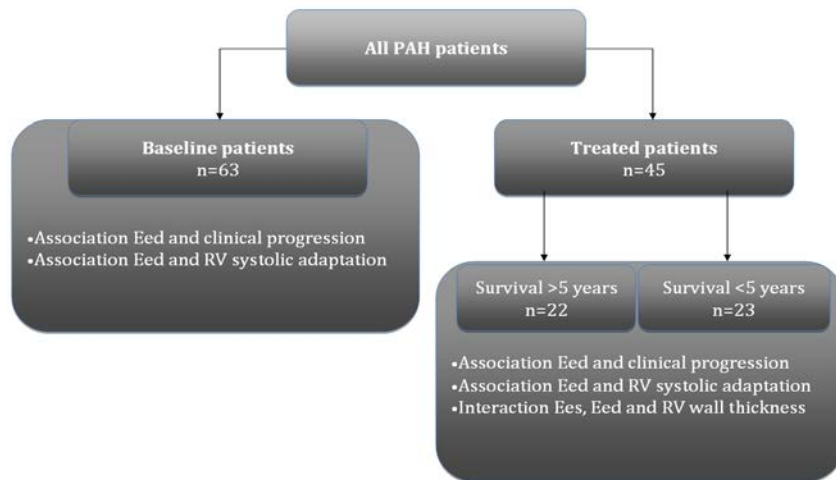 All PAH patients
Baseline patients
n=63
•Association Eed and clinical progression
•Association Eed and RV systolic adaptation
Treated patients
n=45
Survival >5 years
n=22
Survival <5 years
n=23
•Association Eed and clinical progression
•Association Eed and RV systolic adaptation
•Interaction Ees, Eed and RV wall thickness